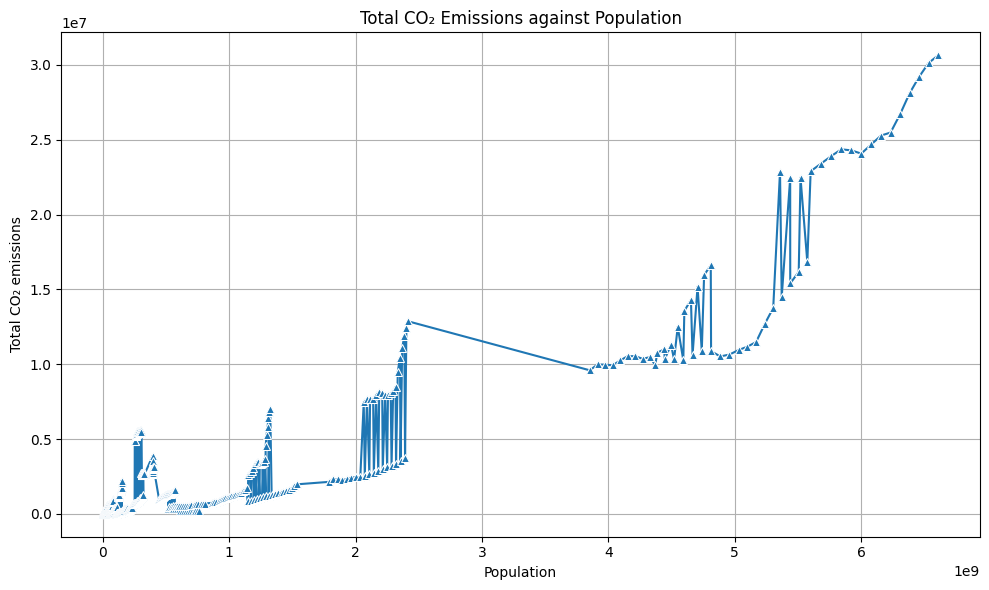 Total CO₂ Emissions against Population
1e7
3.0
2.5
2.0
1.5
1.0
0.5
0.0
Total CO₂ emissions
0 1 2 3 4 5 6
1e9
Population